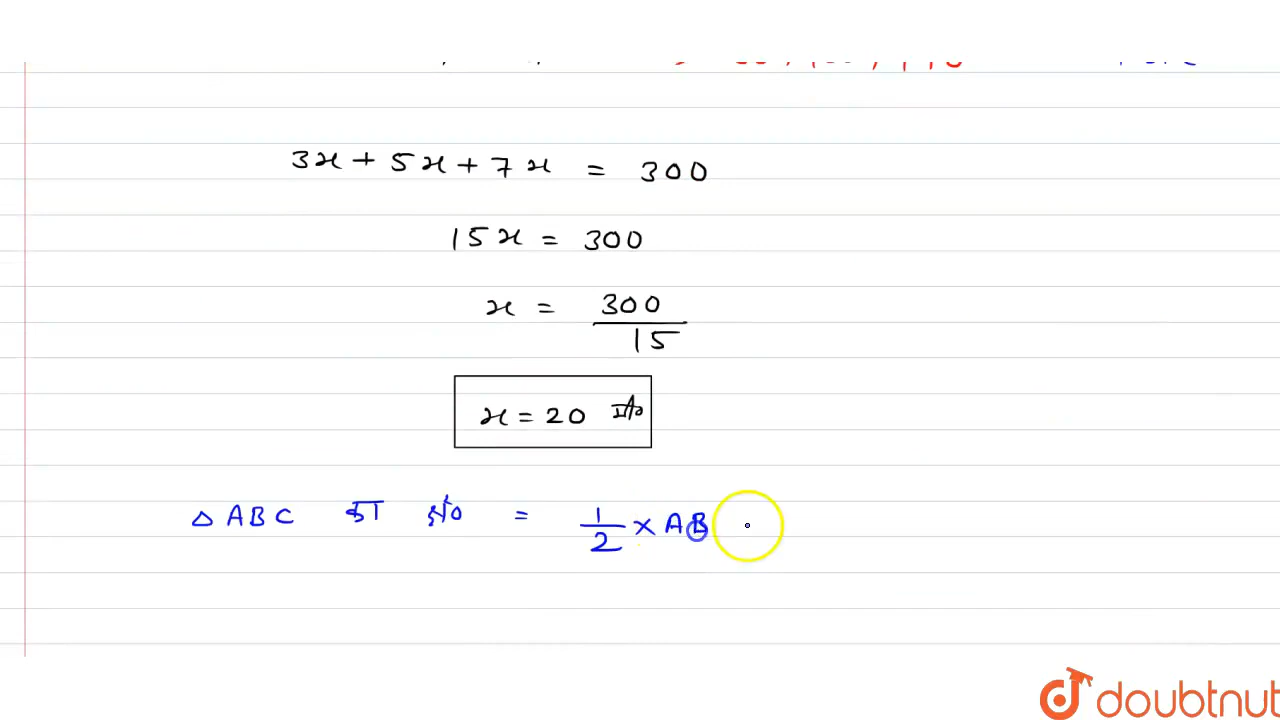 3x + 5x + 7x = 300
15x = 300
x = 300
15
x = 20 मी०
Δ ABC का क्षे० = 1/2 × AB
doubtnut